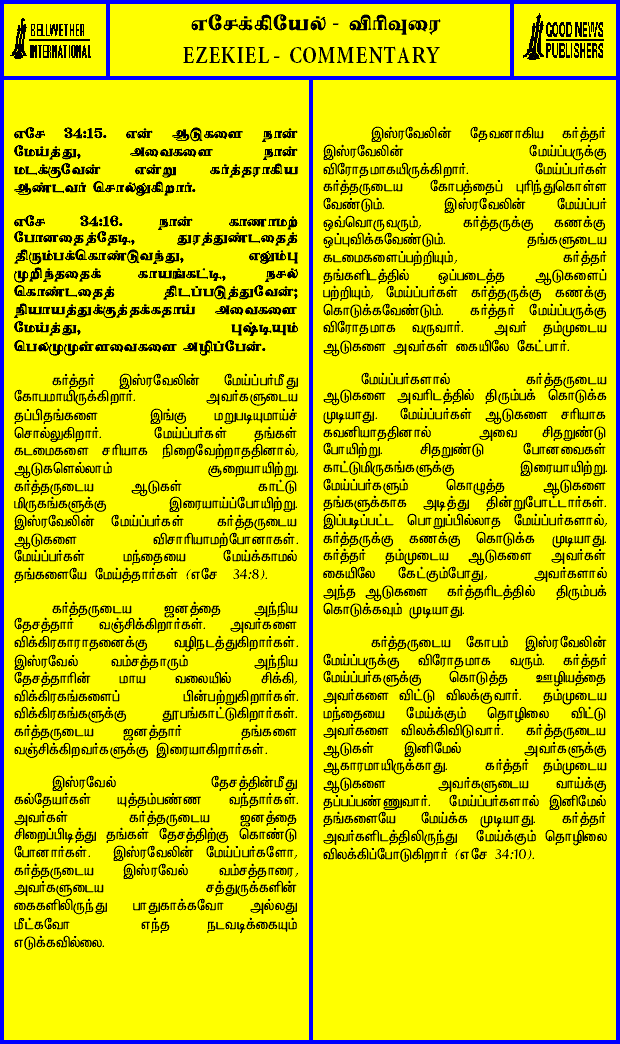 BELLWETHER
INTERNATIONAL
எசேக்கியேல் - விரிவுரை
EZEKIEL - COMMENTARY
GOOD NEWS
PUBLISHERS
எசே 34:15. என் ஆடுகளை நான்
மேய்த்து, அவைகளை நான்
மடக்குவேன் என்று கர்த்தராகிய
ஆண்டவர் சொல்லுகிறார்.
எசே 34:16. நான் காணாமற்
போனதைத்தேடி, துரத்துண்டதைத்
திரும்பக்கொண்டுவந்து, எலும்பு
முறிந்ததைக் காயங்கட்டி, நசல்
கொண்டதைத் திடப்படுத்துவேன்;
நியாயத்துக்குத்தக்கதாய் அவைகளை
மேய்த்து, புஷ்டியும்
பெலமுமுள்ளவைகளை அழிப்பேன்.
கர்த்தர் இஸ்ரவேலின் மேய்ப்பர்மீது
கோபமாயிருக்கிறார். அவர்களுடைய
தப்பிதங்களை இங்கு மறுபடியுமாய்ச்
சொல்லுகிறார். மேய்ப்பர்கள் தங்கள்
கடமைகளை சரியாக நிறைவேற்றாததினால்,
ஆடுகளெல்லாம் சூறையாயிற்று.
கர்த்தருடைய ஆடுகள் காட்டு
மிருகங்களுக்கு இரையாய்ப்போயிற்று.
இஸ்ரவேலின் மேய்ப்பர்கள் கர்த்தருடைய
ஆடுகளை விசாரியாமற்போனாகள்.
மேய்ப்பர்கள் மந்தையை மேய்க்காமல்
தங்களையே மேய்த்தார்கள் (எசே 34:8).
கர்த்தருடைய ஜனத்தை அந்நிய
தேசத்தார் வஞ்சிக்கிறார்கள். அவர்களை
விக்கிரகாராதனைக்கு வழிநடத்துகிறார்கள்.
இஸ்ரவேல் வம்சத்தாரும் அந்நிய
தேசத்தாரின் மாய வலையில் சிக்கி,
விக்கிரகங்களைப் பின்பற்றுகிறார்கள்.
விக்கிரகங்களுக்கு தூபங்காட்டுகிறார்கள்.
கர்த்தருடைய ஜனத்தார் தங்களை
வஞ்சிக்கிறவர்களுக்கு இரையாகிறார்கள்.
இஸ்ரவேல் தேசத்தின்மீது
கல்தேயர்கள் யுத்தம்பண்ண வந்தார்கள்.
அவர்கள் கர்த்தருடைய ஜனத்தை
சிறைப்பிடித்து தங்கள் தேசத்திற்கு கொண்டு
போனார்கள். இஸ்ரவேலின் மேய்ப்பர்களோ,
கர்த்தருடைய இஸ்ரவேல் வம்சத்தாரை,
அவர்களுடைய சத்துருக்களின்
கைகளிலிருந்து பாதுகாக்கவோ அல்லது
மீட்கவோ எந்த நடவடிக்கையும்
எடுக்கவில்லை.
இஸ்ரவேலின் தேவனாகிய கர்த்தர்
இஸ்ரவேலின் மேய்ப்பருக்கு
விரோதமாகயிருக்கிறார். மேய்ப்பர்கள்
கர்த்தருடைய கோபத்தைப் புரிந்துகொள்ள
வேண்டும். இஸ்ரவேலின் மேய்ப்பர்
ஒவ்வொருவரும், கர்த்தருக்கு கணக்கு
ஒப்புவிக்கவேண்டும். தங்களுடைய
கடமைகளைப்பற்றியும், கர்த்தர்
தங்களிடத்தில் ஒப்படைத்த ஆடுகளைப்
பற்றியும், மேய்ப்பர்கள் கர்த்தருக்கு கணக்கு
கொடுக்கவேண்டும். கர்த்தர் மேய்ப்பருக்கு
விரோதமாக வருவார். அவர் தம்முடைய
ஆடுகளை அவர்கள் கையிலே கேட்பார்.
மேய்ப்பர்களால் கர்த்தருடைய
ஆடுகளை அவரிடத்தில் திரும்பக் கொடுக்க
முடியாது. மேய்ப்பர்கள் ஆடுகளை சரியாக
கவனியாததினால் அவை சிதறுண்டு
போயிற்று. சிதறுண்டு போனவைகள்
காட்டுமிருகங்களுக்கு இரையாயிற்று.
மேய்ப்பர்களும் கொழுத்த ஆடுகளை
தங்களுக்காக அடித்து தின்றுபோட்டார்கள்.
இப்படிப்பட்ட பொறுப்பில்லாத மேய்ப்பர்களால்,
கர்த்தருக்கு கணக்கு கொடுக்க முடியாது.
கர்த்தர் தம்முடைய ஆடுகளை அவர்கள்
கையிலே கேட்கும்போது, அவர்களால்
அந்த ஆடுகளை கர்த்தரிடத்தில் திரும்பக்
கொடுக்கவும் முடியாது.
கர்த்தருடைய கோபம் இஸ்ரவேலின்
மேய்ப்பருக்கு விரோதமாக வரும். கர்த்தர்
மேய்ப்பர்களுக்கு கொடுத்த ஊழியத்தை
அவர்களை விட்டு விலக்குவார். தம்முடைய
மந்தையை மேய்க்கும் தொழிலை விட்டு
அவர்களை விலக்கிவிடுவார். கர்த்தருடைய
ஆடுகள் இனிமேல் அவர்களுக்கு
ஆகாரமாயிருக்காது. கர்த்தர் தம்முடைய
ஆடுகளை அவர்களுடைய வாய்க்கு
தப்பப்பண்ணுவார். மேய்ப்பர்களால் இனிமேல்
தங்களையே மேய்க்க முடியாது. கர்த்தர்
அவர்களிடத்திலிருந்து மேய்க்கும் தொழிலை
விலக்கிப்போடுகிறார் (எசே 34:10).